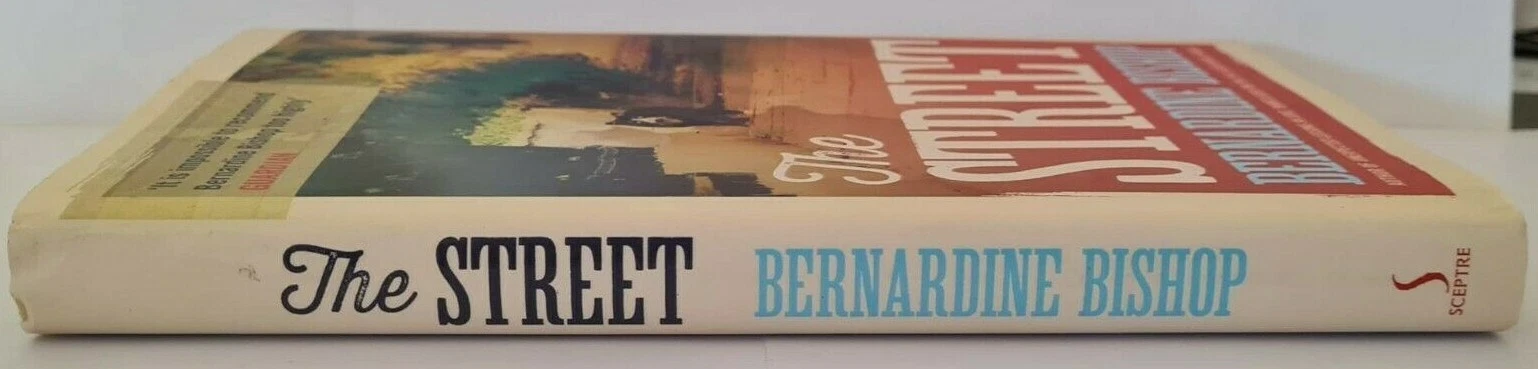 The STREET BERNARDINE BISHOP
SCEPTRE
The
STREET
BERNARDINE BISHOP
'It is impossible to recommend
Bernardine Bishop too highly'
GUARDIAN